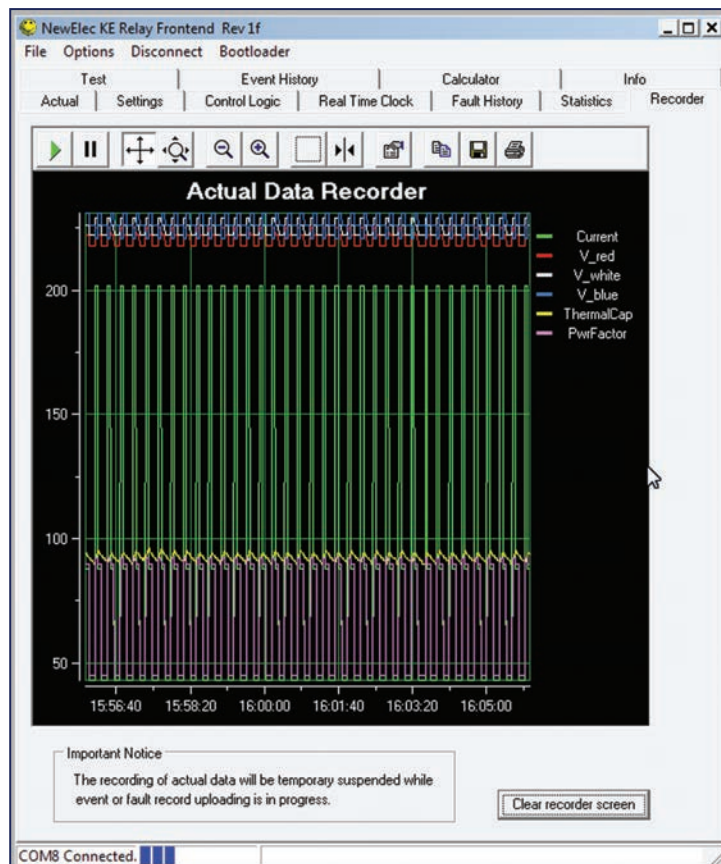 NewElec KE Relay Frontend Rev 1f
File Options Disconnect Bootloader
Test Event History Calculator Info
Actual Settings Control Logic Real Time Clock Fault History Statistics Recorder
Actual Data Recorder
Current
V_red
V_white
V_blue
ThermalCap
PwrFactor
200
150
100
50
15:56:40 15:58:20 16:00:00 16:01:40 16:03:20 16:05:00
Important Notice
The recording of actual data will be temporary suspended while
event or fault record uploading is in progress.
Clear recorder screen
COM8 Connected.